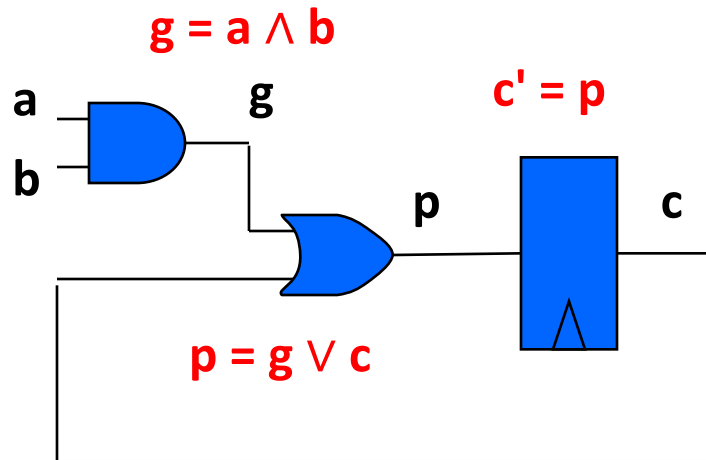 g = a ∧ b
a
g
c' = p
b
p
c
p = g ∨ c